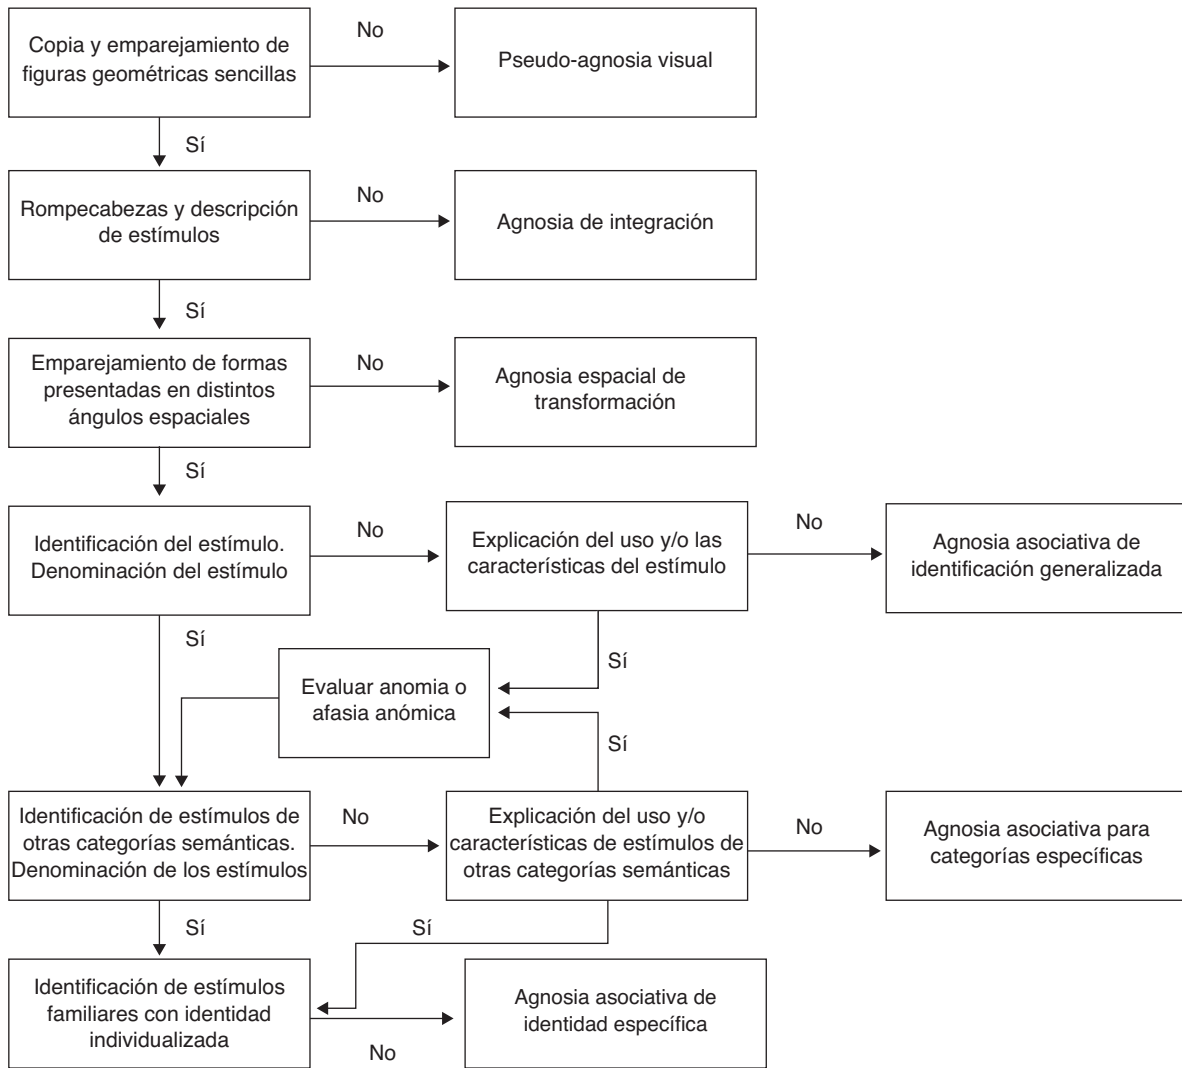 Copia y emparejamiento de
figuras geométricas sencillas
No
Pseudo-agnosia visual
Sí
Rompecabezas y descripción
de estímulos
No
Agnosia de integración
Sí
Emparejamiento de formas
presentadas en distintos
ángulos espaciales
No
Agnosia espacial de
transformación
Sí
Identificación del estímulo.
Denominación del estímulo
No
Explicación del uso y/o las
características del estímulo
No
Agnosia asociativa de
identificación generalizada
Sí
Sí
Evaluar anomia o
afasia anómica
Sí
Identificación de estímulos de
otras categorías semánticas.
Denominación de los estímulos
No
Explicación del uso y/o
características de estímulos de
otras categorías semánticas
No
Agnosia asociativa para
categorías específicas
Sí
Sí
Identificación de estímulos
familiares con identidad
individualizada
No
Agnosia asociativa de
identidad específica